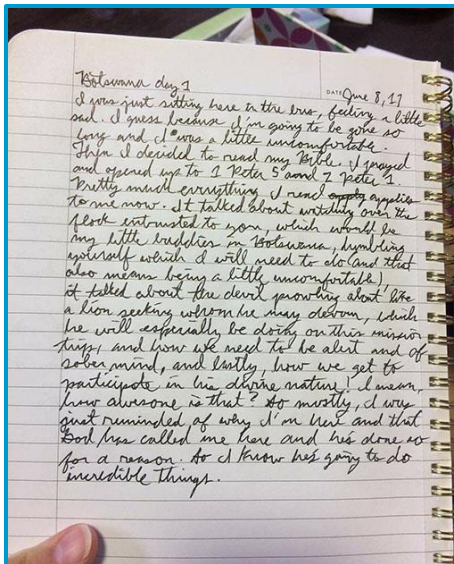 Botswana day 1
DATE June 8, 17
I was just sitting here in the bus, feeling a little
sad. I guess because I'm going to be gone so
long and I was a little uncomfortable.
Then I decided to read my Bible. I prayed
and opened up to 1 Peter 5 and 2 Peter 1.
Pretty much everything I read apply applies
to me now. It talked about watching over the
flock entrusted to you, which would be
my little buddies in Botswana, humbling
yourself which I will need to do (and that
also means being a little uncomfortable),
it talked about the devil prowling about like
a lion seeking whom he may devour, which
he will especially be doing on this mission
trip, and how we need to be alert and of
sober mind, and lastly, how we get to
participate in his divine nature! I mean,
how awesome is that? So mostly, I was
just reminded of why I'm here and that
God has called me here and he's done so
for a reason. So I know he's going to do
incredible things.